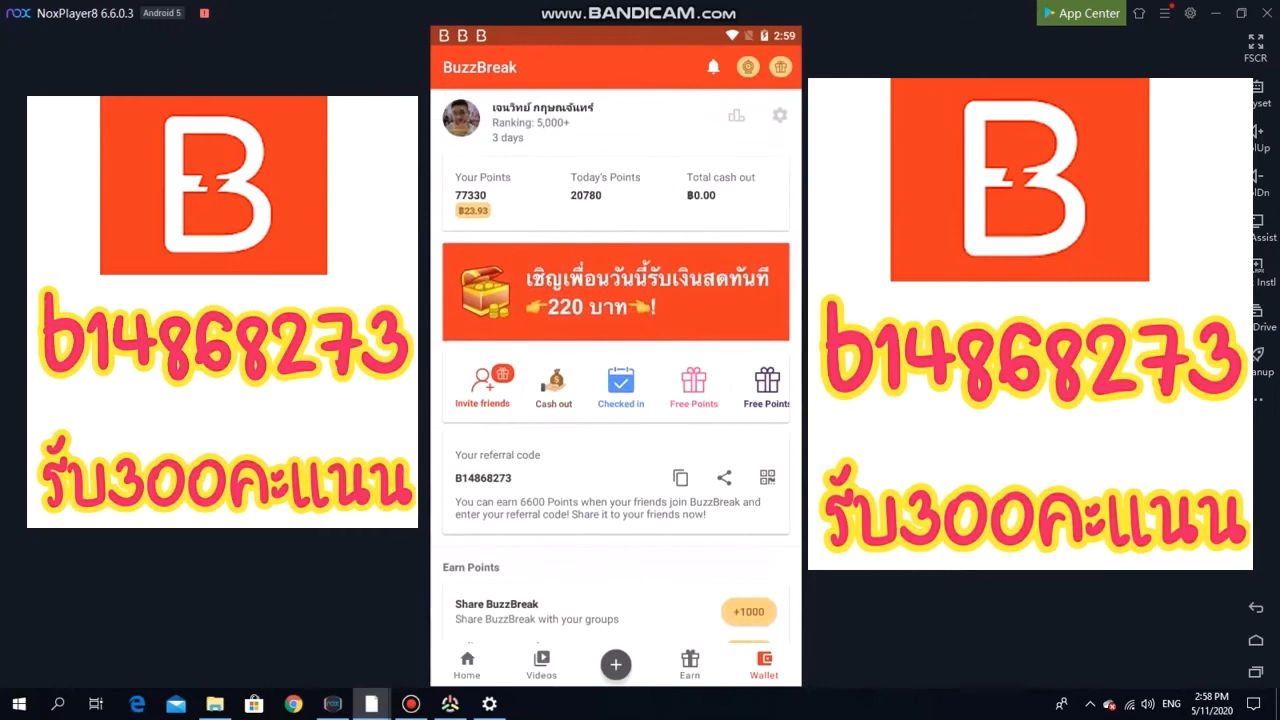 NoxPlayer 6.6.0.3 Android 5
www.BANDICAM.com
App Center
FSCR
B B B 2:59
BuzzBreak
เจนวิทย์ กฤษณจันทร์
Ranking: 5,000+
3 days
Your Points Today's Points Total cash out
77330 20780 ฿0.00
฿23.93
เชิญเพื่อนวันนี้รับเงินสดทันที
👉220 บาท👈!
Invite friends Cash out Checked in Free Points Free Points
Your referral code
B14868273
You can earn 6600 Points when your friends join BuzzBreak and
enter your referral code! Share it to your friends now!
Earn Points
Share BuzzBreak +1000
Share BuzzBreak with your groups
Home Videos Earn Wallet
B
b14868273
รับ300คะแนน
B
b14868273
รับ300คะแนน
Assist
ENG
2:58 PM
5/11/2020